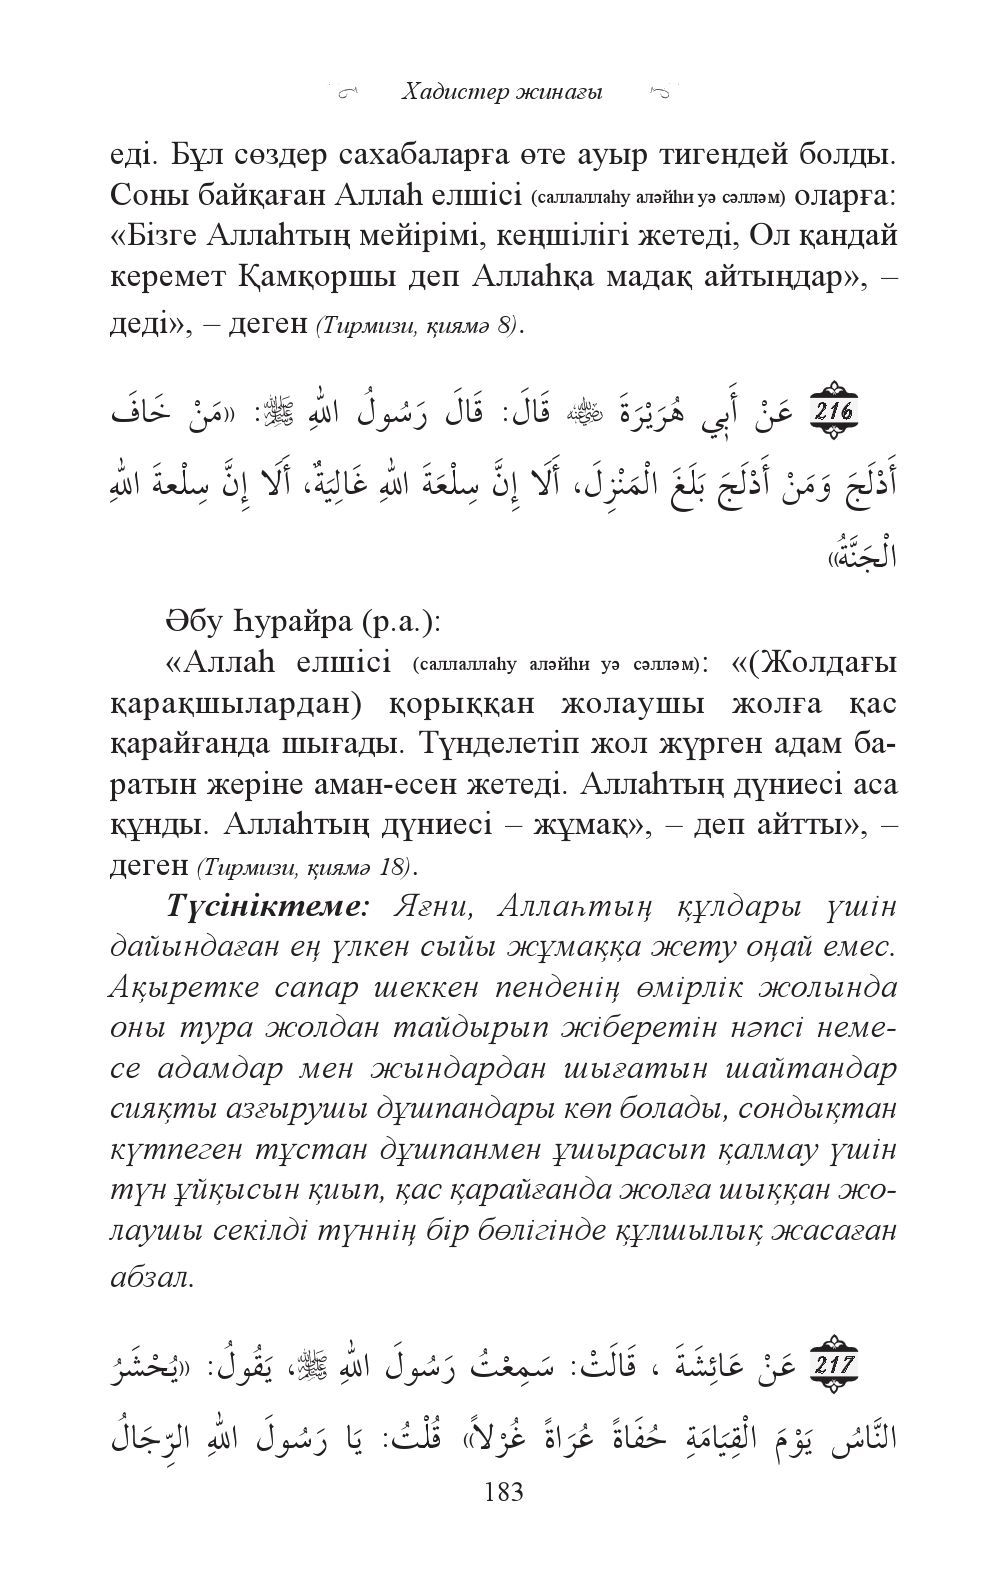 Хадистер жинағы
еді. Бұл сөздер сахабаларға өте ауыр тигендей болды.
Соны байқаған Аллаһ елшісі (саллаллаһу аләйһи уә сәлләм) оларға:
«Бізге Аллаһтың мейірімі, кеңшілігі жетеді, Ол қандай
керемет Қамқоршы деп Аллаһқа мадақ айтыңдар», –
деді», – деген (Тирмизи, қиямә 8).
216 عَنْ أَبِي هُرَيْرَةَ ﷺ قَالَ: قَالَ رَسُولُ اللهِ ﷺ: «مَنْ خَافَ
أَدْلَجَ وَمَنْ أَدْلَجَ بَلَغَ الْمَنْزِلَ، أَلَا إِنَّ سِلْعَةَ اللهِ غَالِيَةٌ، أَلَا إِنَّ سِلْعةَ اللهِ
الْجَنَّةُ»
Әбу Һурайра (р.а.):
«Аллаһ елшісі (саллаллаһу аләйһи уә сәлләм): «(Жолдағы
қарақшылардан) қорыққан жолаушы жолға қас
қарайғанда шығады. Түнделетіп жол жүрген адам ба-
ратын жеріне аман-есен жетеді. Аллаһтың дүниесі аса
құнды. Аллаһтың дүниесі – жұмақ», – деп айтты», –
деген (Тирмизи, қиямә 18).
Түсініктеме: Яғни, Аллаһтың құлдары үшін
дайындаған ең үлкен сыйы жұмаққа жету оңай емес.
Ақыретке сапар шеккен пенденің өмірлік жолында
оны тура жолдан тайдырып жіберетін нәпсі неме-
се адамдар мен жындардан шығатын шайтандар
сияқты азғырушы дұшпандары көп болады, сондықтан
күтпеген тұстан дұшпанмен ұшырасып қалмау үшін
түн ұйқысын қиып, қас қарайғанда жолға шыққан жо-
лаушы секілді түннің бір бөлігінде құлшылық жасаған
абзал.
217 عَنْ عَائِشَةَ ، قَالَتْ: سَمِعْتُ رَسُولَ اللهِ ﷺ، يَقُولُ: «يُحْشَرُ
النَّاسُ يَوْمَ الْقِيَامَةِ حُفَاةً عُرَاةً غُرْلاً» قُلْتُ: يَا رَسُولَ اللهِ الرِّجَالُ
183